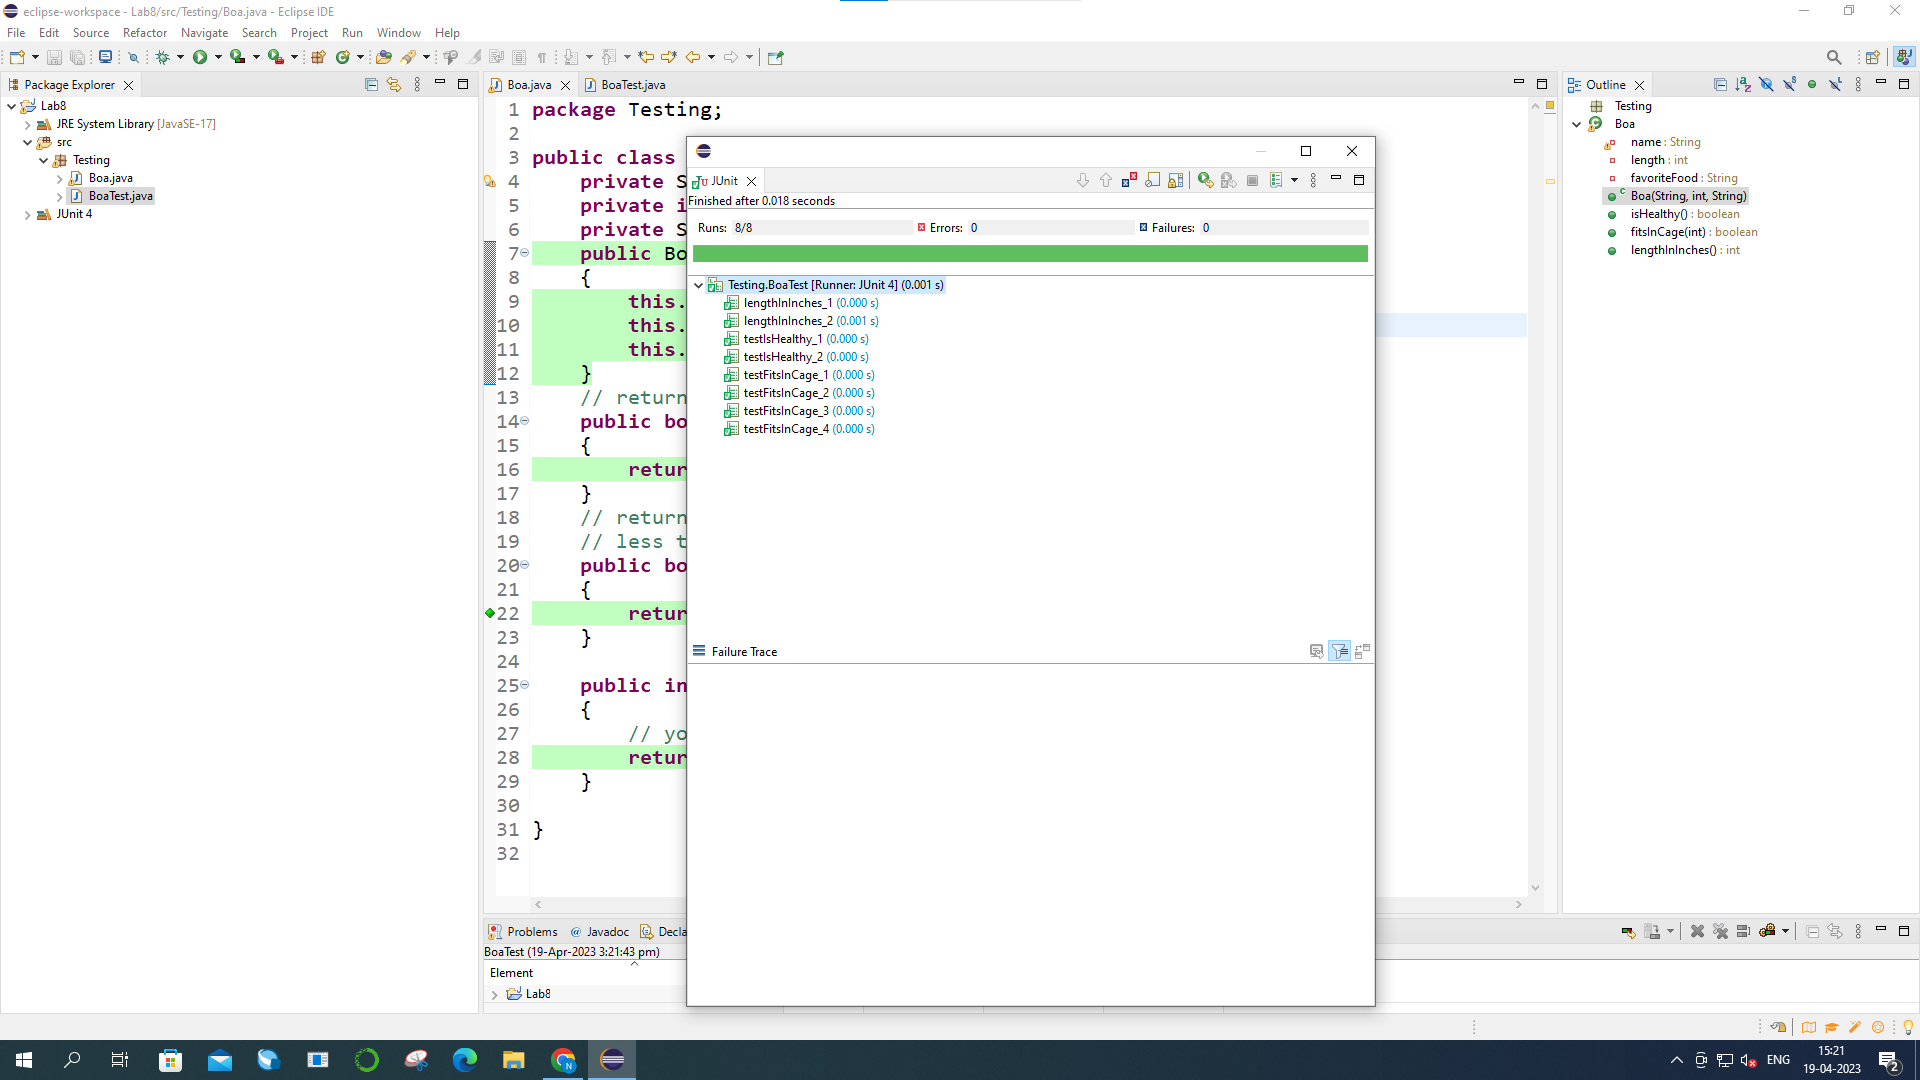 eclipse-workspace - Lab8/src/Testing/Boa.java - Eclipse IDE
File Edit Source Refactor Navigate Search Project Run Window Help
Package Explorer
Lab8
JRE System Library [JavaSE-17]
src
Testing
Boa.java
BoaTest.java
JUnit 4
Boa.java BoaTest.java
1 package Testing;
2
3 public class
4 private S
5 private i
6 private S
7 public Bo
8 {
9 this.
10 this.
11 this.
12 }
13 // return
14 public bo
15 {
16 retur
17 }
18 // return
19 // less t
20 public bo
21 {
22 retur
23 }
24
25 public in
26 {
27 // yo
28 retur
29 }
30
31 }
32
JUnit
Finished after 0.018 seconds
Runs: 8/8 Errors: 0 Failures: 0
Testing.BoaTest [Runner: JUnit 4] (0.001 s)
lengthInInches_1 (0.000 s)
lengthInInches_2 (0.001 s)
testIsHealthy_1 (0.000 s)
testIsHealthy_2 (0.000 s)
testFitsInCage_1 (0.000 s)
testFitsInCage_2 (0.000 s)
testFitsInCage_3 (0.000 s)
testFitsInCage_4 (0.000 s)
Failure Trace
Outline
Testing
Boa
name : String
length : int
favoriteFood : String
Boa(String, int, String)
isHealthy() : boolean
fitsInCage(int) : boolean
lengthInInches() : int
Problems @ Javadoc Decla
BoaTest (19-Apr-2023 3:21:43 pm)
Element
Lab8
ENG
15:21
19-04-2023
2